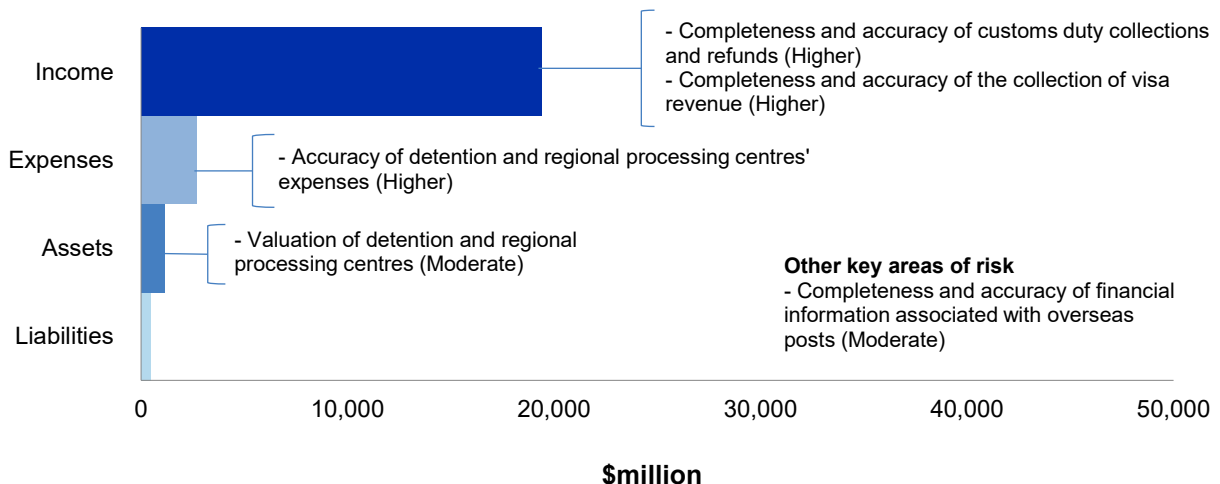 Income
- Completeness and accuracy of customs duty collections
and refunds (Higher)
- Completeness and accuracy of the collection of visa
revenue (Higher)
Expenses
- Accuracy of detention and regional processing centres'
expenses (Higher)
Assets
- Valuation of detention and regional
processing centres (Moderate)
Liabilities
Other key areas of risk
- Completeness and accuracy of financial
information associated with overseas
posts (Moderate)
0 10,000 20,000 30,000 40,000 50,000
$million